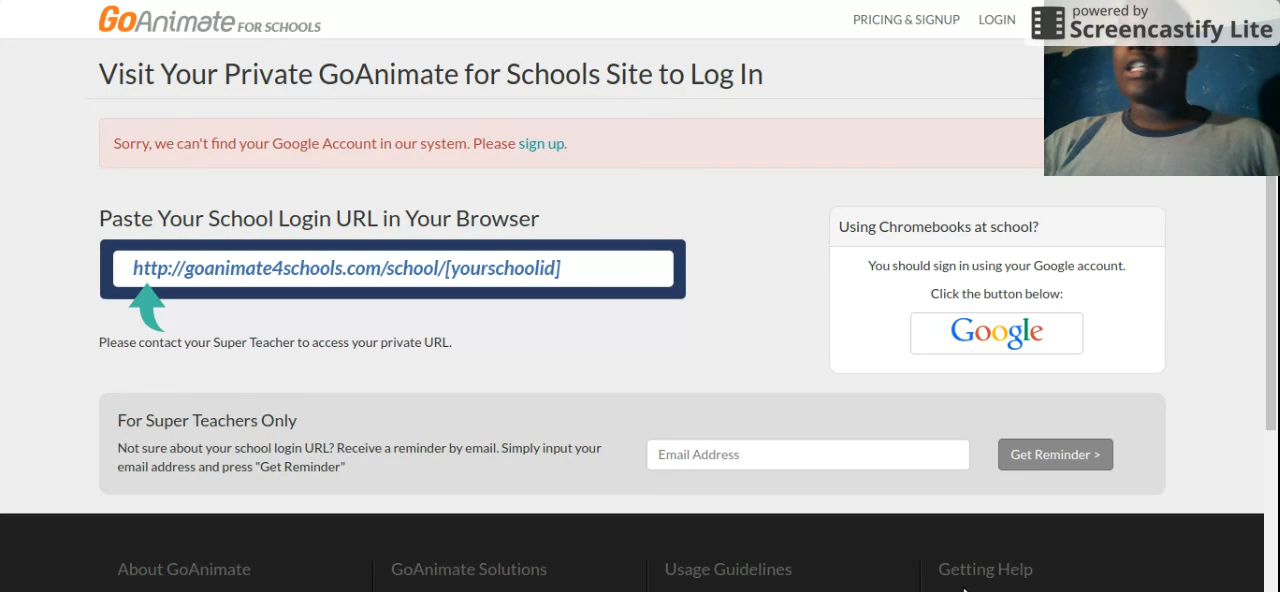 GoAnimate FOR SCHOOLS
PRICING & SIGNUP LOGIN
powered by
Screencastify Lite
Visit Your Private GoAnimate for Schools Site to Log In
Sorry, we can't find your Google Account in our system. Please sign up.
Paste Your School Login URL in Your Browser
http://goanimate4schools.com/school/[yourschoolid]
Please contact your Super Teacher to access your private URL.
Using Chromebooks at school?
You should sign in using your Google account.
Click the button below:
Google
For Super Teachers Only
Not sure about your school login URL? Receive a reminder by email. Simply input your
email address and press "Get Reminder"
Email Address
Get Reminder >
About GoAnimate
GoAnimate Solutions
Usage Guidelines
Getting Help